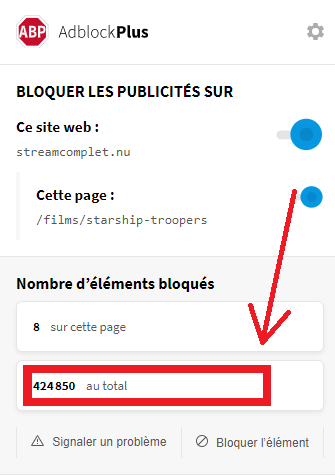 ABP AdblockPlus
BLOQUER LES PUBLICITÉS SUR
Ce site web :
streamcomplet.nu
Cette page :
/films/starship-troopers
Nombre d’éléments bloqués
8 sur cette page
424 850 au total
Signaler un problème
Bloquer l’élément